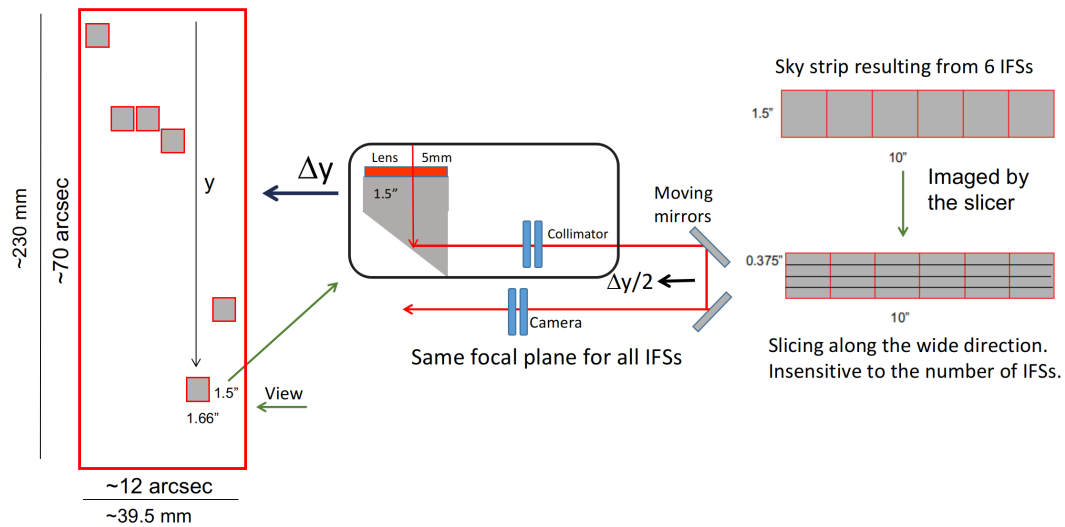 ~230 mm
~70 arcsec
y
1.5”
1.66”
View
~12 arcsec
~39.5 mm
Δy
Lens
5mm
1.5”
Collimator
Moving
mirrors
Δy/2
Camera
Same focal plane for all IFSs
Sky strip resulting from 6 IFSs
1.5”
10”
Imaged by
the slicer
0.375”
10”
Slicing along the wide direction.
Insensitive to the number of IFSs.